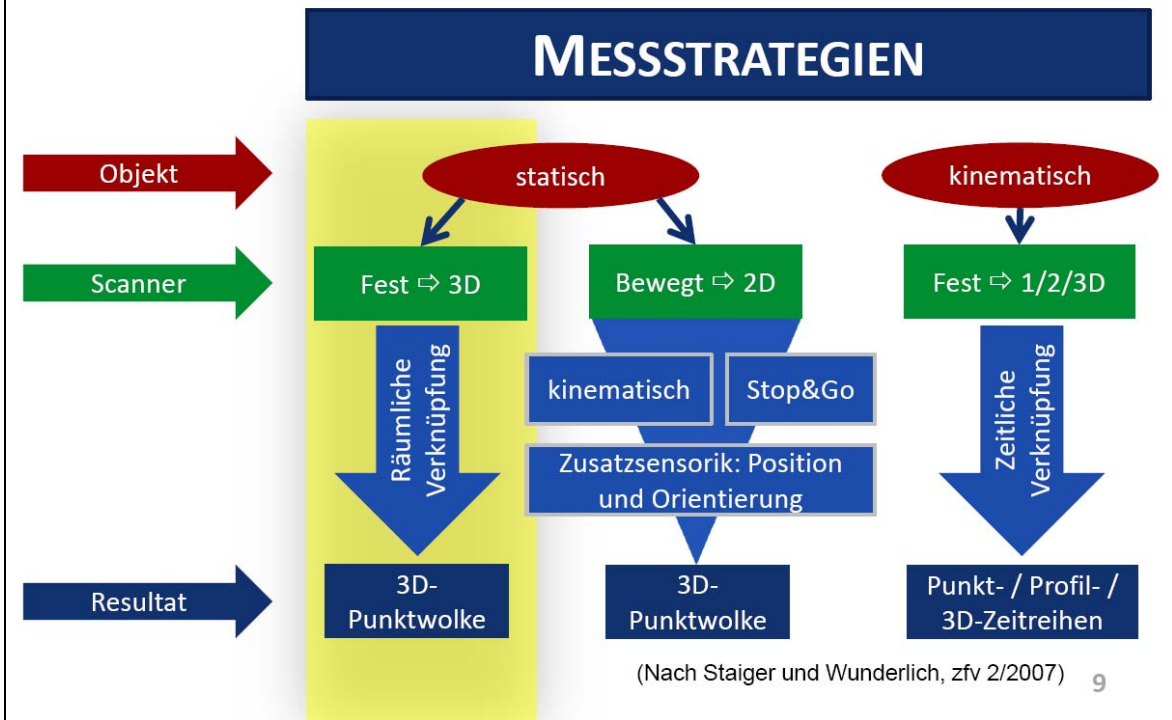 MESSSTRATEGIEN
Objekt
statisch
kinematisch
Scanner
Fest ⇨ 3D
Bewegt ⇨ 2D
Fest ⇨ 1/2/3D
Räumliche
Verknüpfung
kinematisch
Stop&Go
Zusatzsensorik: Position
und Orientierung
Zeitliche
Verknüpfung
Resultat
3D-
Punktwolke
3D-
Punktwolke
Punkt- / Profil- /
3D-Zeitreihen
(Nach Staiger und Wunderlich, zfv 2/2007)
9